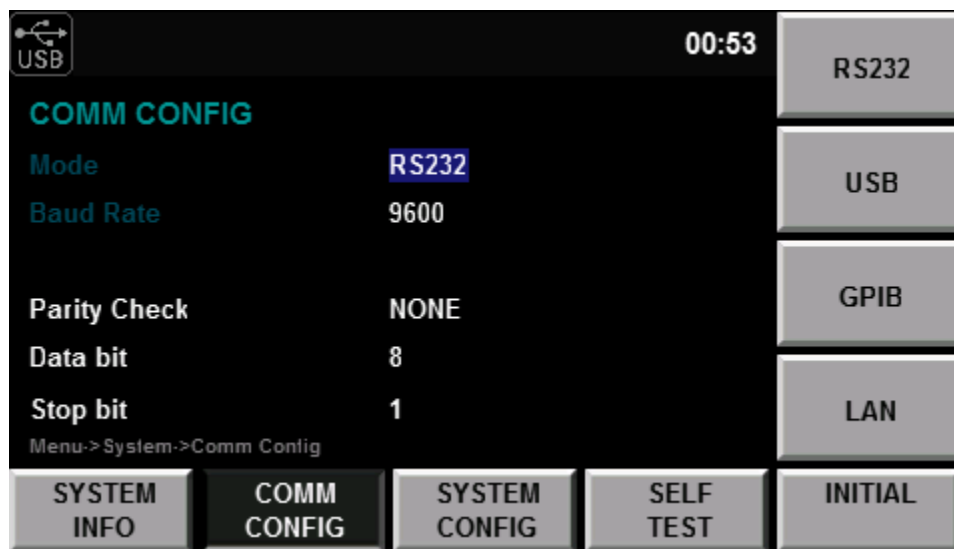 USB
00:53
COMM CONFIG
Mode RS232
Baud Rate 9600
Parity Check NONE
Data bit 8
Stop bit 1
Menu->System->Comm Config
RS232
USB
GPIB
LAN
SYSTEM
INFO
COMM
CONFIG
SYSTEM
CONFIG
SELF
TEST
INITIAL